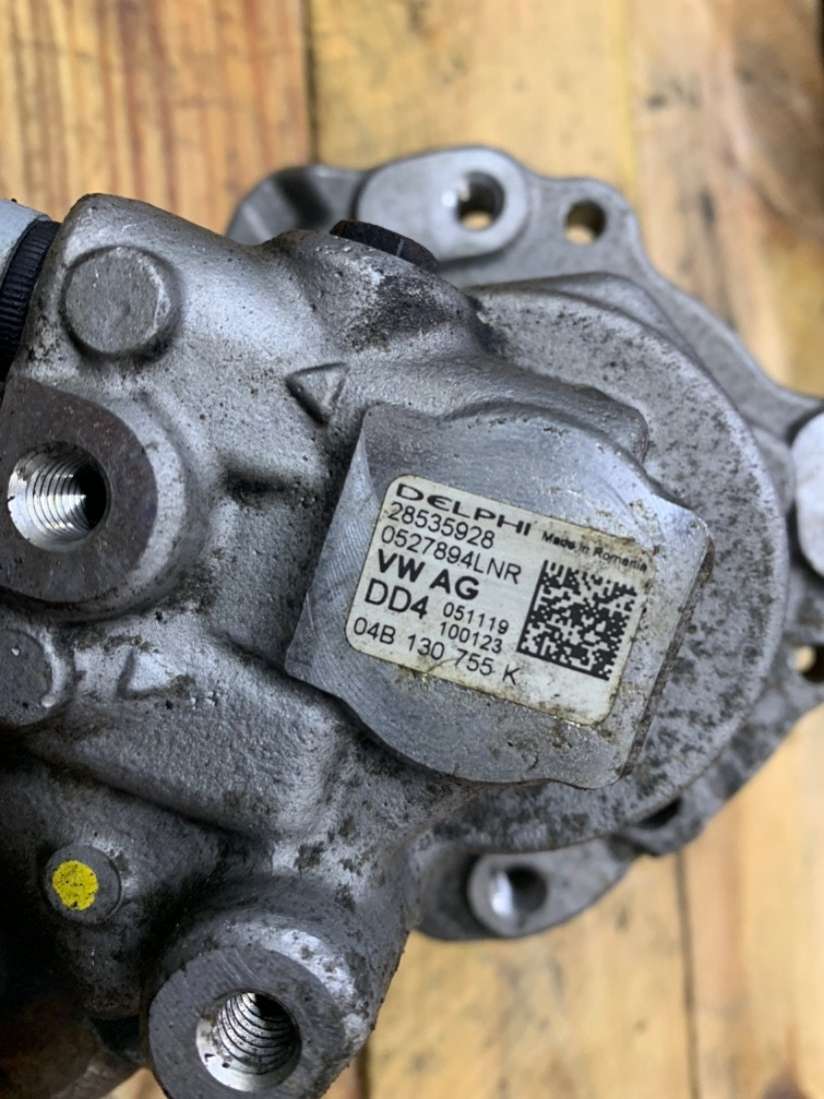 DELPHI
28535928 Made in Romania
0527894LNR
VW AG
DD4 051119
100123
04B 130 755 K